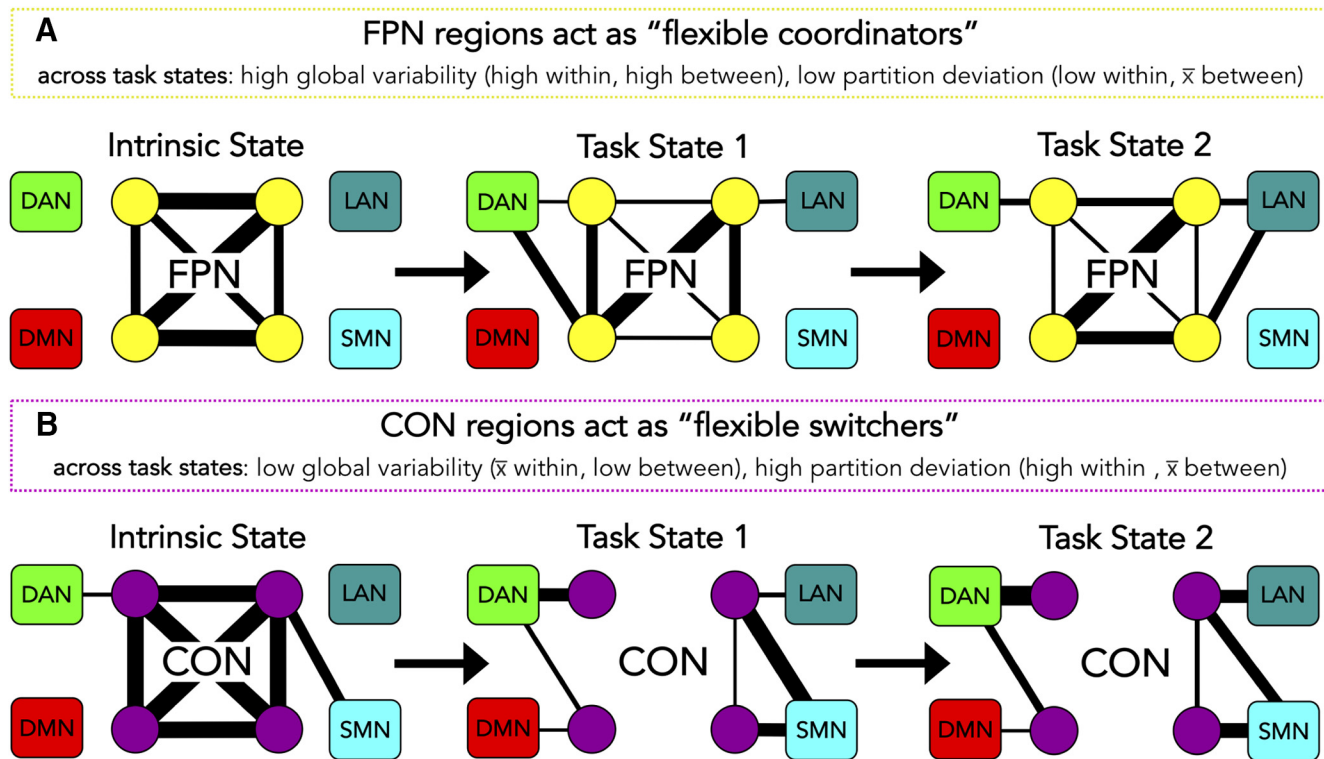 A
FPN regions act as “flexible coordinators”
across task states: high global variability (high within, high between), low partition deviation (low within, x̅ between)
Intrinsic State
Task State 1
Task State 2
DAN
LAN
DAN
LAN
DAN
LAN
FPN
FPN
FPN
DMN
SMN
DMN
SMN
DMN
SMN
B
CON regions act as “flexible switchers”
across task states: low global variability (x̅ within, low between), high partition deviation (high within , x̅ between)
Intrinsic State
Task State 1
Task State 2
DAN
LAN
DAN
LAN
DAN
LAN
CON
CON
CON
DMN
SMN
DMN
SMN
DMN
SMN